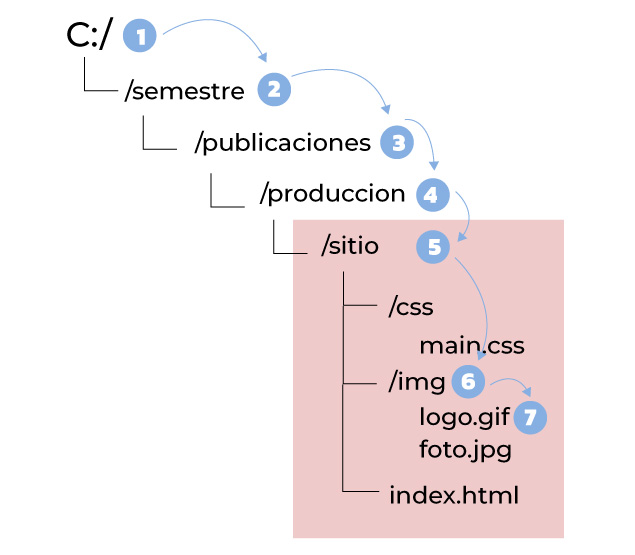 C:/ 1
/semestre 2
/publicaciones 3
/produccion 4
/sitio 5
/css
main.css
/img 6
logo.gif 7
foto.jpg
index.html